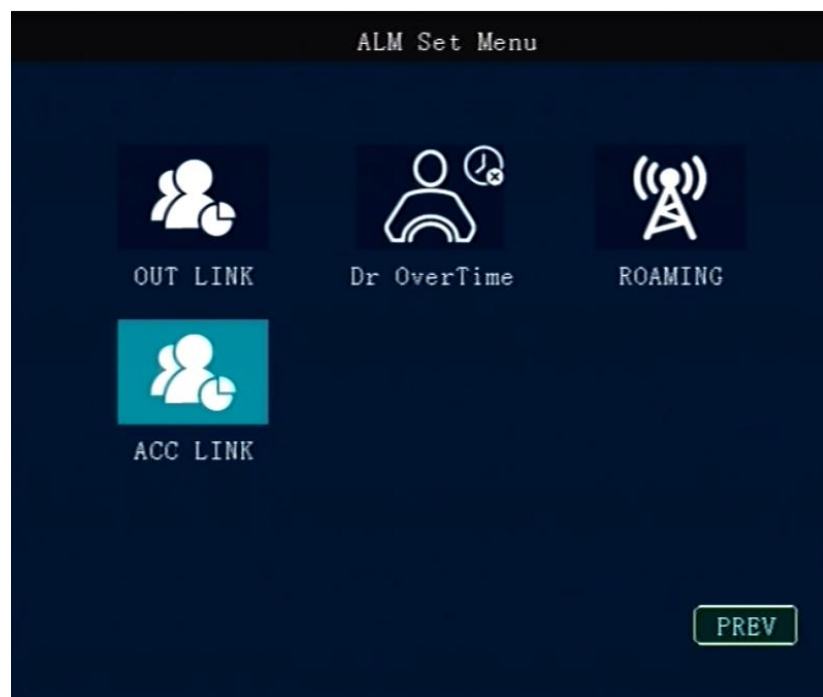 ALM Set Menu
OUT LINK
Dr OverTime
ROAMING
ACC LINK
PREV